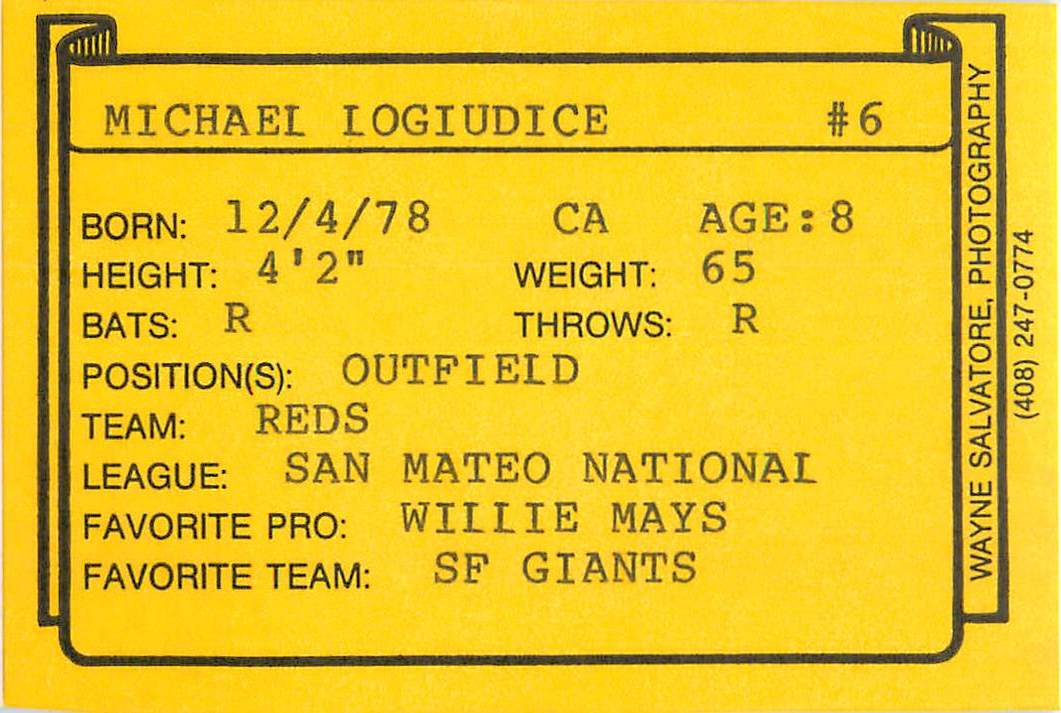 MICHAEL LOGIUDICE #6
BORN: 12/4/78 CA AGE:8
HEIGHT: 4'2" WEIGHT: 65
BATS: R THROWS: R
POSITION(S): OUTFIELD
TEAM: REDS
LEAGUE: SAN MATEO NATIONAL
FAVORITE PRO: WILLIE MAYS
FAVORITE TEAM: SF GIANTS
WAYNE SALVATORE, PHOTOGRAPHY
(408) 247-0774